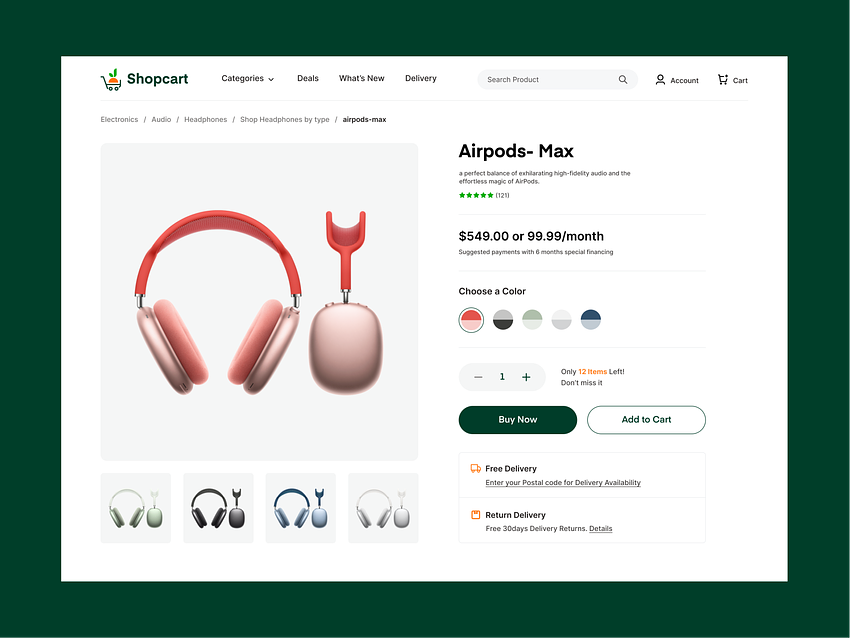 Shopcart
Categories
Deals
What's New
Delivery
Search Product
Account
Cart
Electronics / Audio / Headphones / Shop Headphones by type / airpods-max
Airpods- Max
a perfect balance of exhilarating high-fidelity audio and the
effortless magic of AirPods.
(121)
$549.00 or 99.99/month
Suggested payments with 6 months special financing
Choose a Color
− 1 +
Only 12 Items Left!
Don't miss it
Buy Now
Add to Cart
Free Delivery
Enter your Postal code for Delivery Availability
Return Delivery
Free 30days Delivery Returns. Details